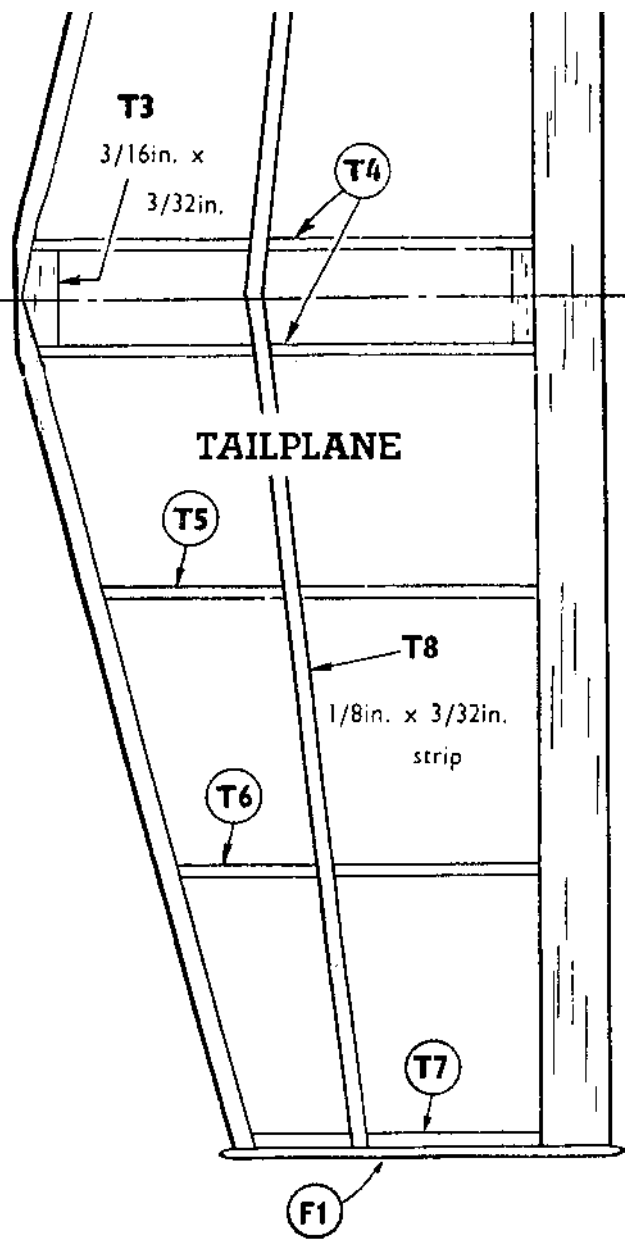 T3
3/16in. x
3/32in.
T4
TAILPLANE
T5
T8
1/8in. x 3/32in.
strip
T6
T7
F1